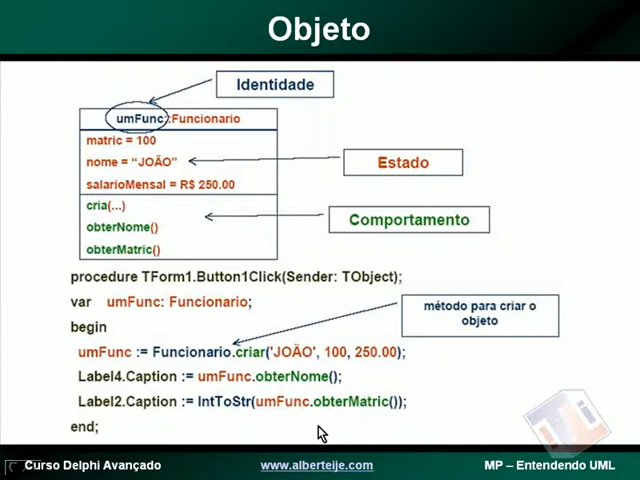 Objeto
Identidade
umFunc:Funcionario
matric = 100
nome = “JOÃO”
Estado
salarioMensal = R$ 250.00
cria(...)
Comportamento
obterNome()
obterMatric()
procedure TForm1.Button1Click(Sender: TObject);
var umFunc: Funcionario;
método para criar o
objeto
begin
umFunc := Funcionario.criar('JOÃO', 100, 250.00);
Label4.Caption := umFunc.obterNome();
Label2.Caption := IntToStr(umFunc.obterMatric());
end;
Curso Delphi Avançado
www.alberteije.com
MP – Entendendo UML